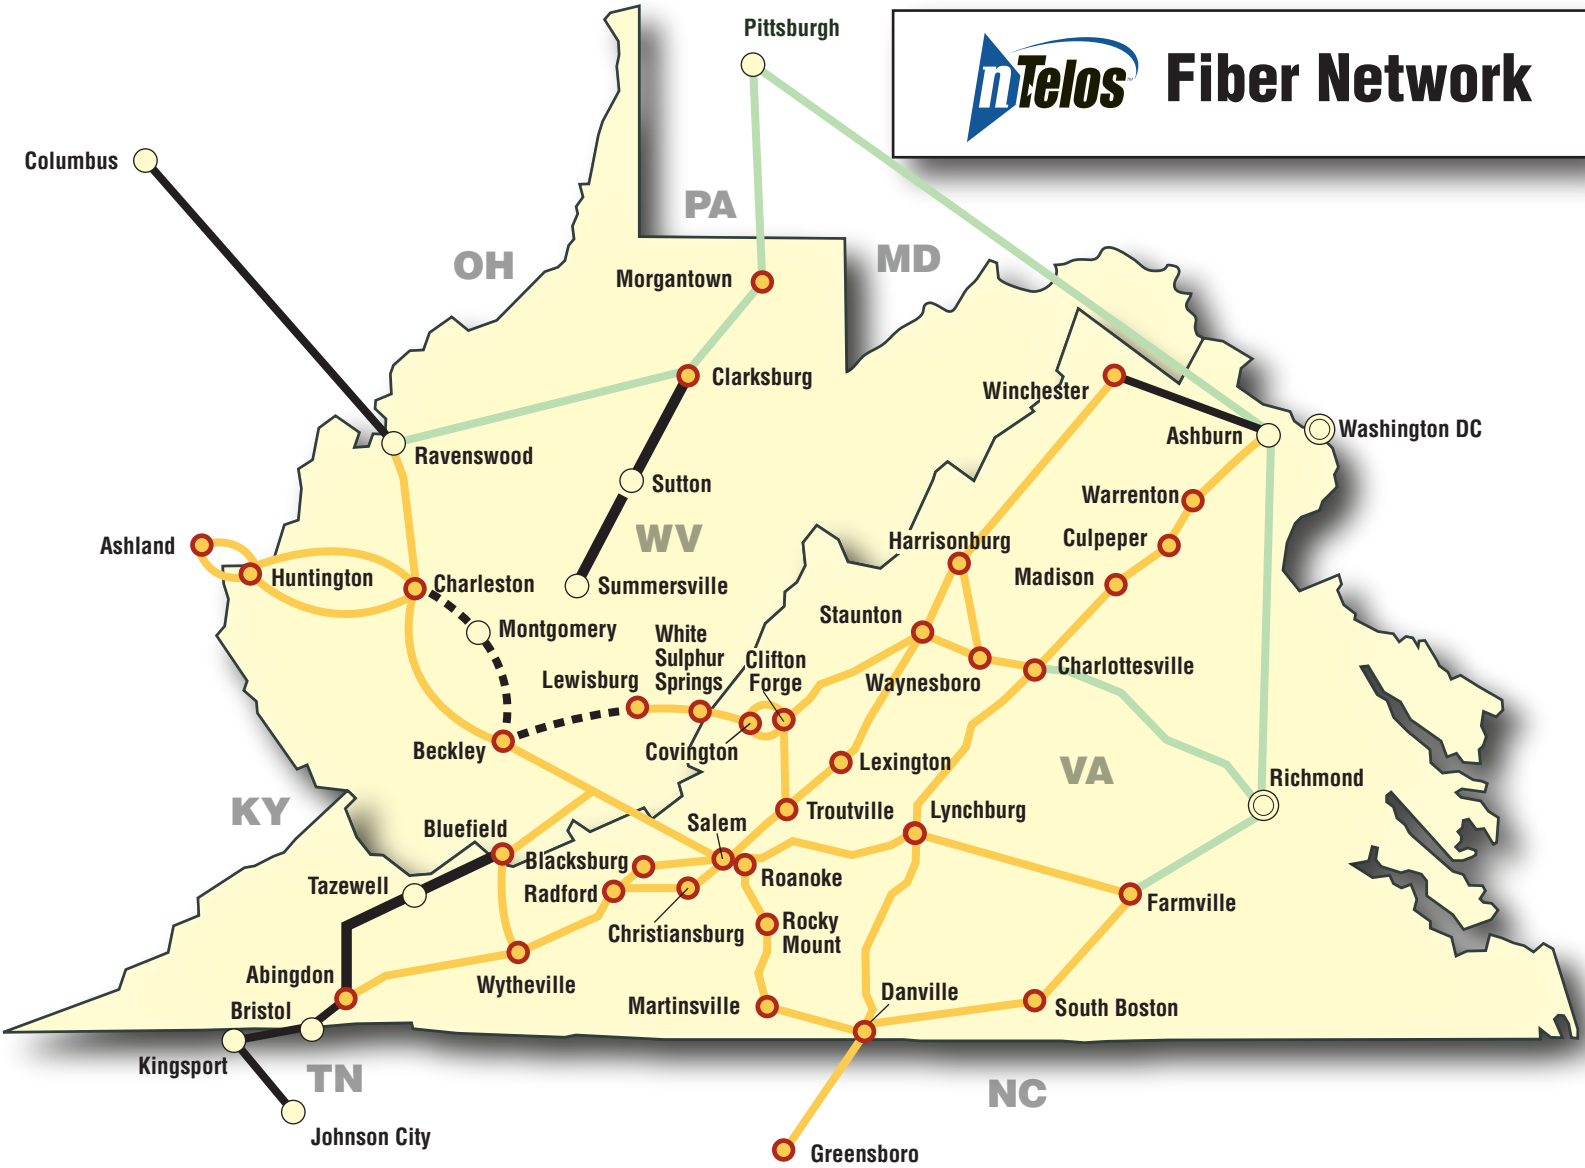 Pittsburgh
nTelos™ Fiber Network
Columbus
PA
OH
MD
Morgantown
Clarksburg
Winchester
Ashburn
Washington DC
Ravenswood
Sutton
Warrenton
WV
Culpeper
Ashland
Harrisonburg
Huntington
Charleston
Summersville
Madison
Montgomery
Staunton
White
Sulphur
Springs
Clifton
Forge
Charlottesville
Lewisburg
Waynesboro
Beckley
Covington
Lexington
VA
Richmond
KY
Troutville
Lynchburg
Salem
Bluefield
Blacksburg
Roanoke
Tazewell
Radford
Farmville
Rocky
Mount
Christiansburg
Abingdon
Wytheville
Danville
Bristol
Martinsville
South Boston
Kingsport
TN
NC
Johnson City
Greensboro